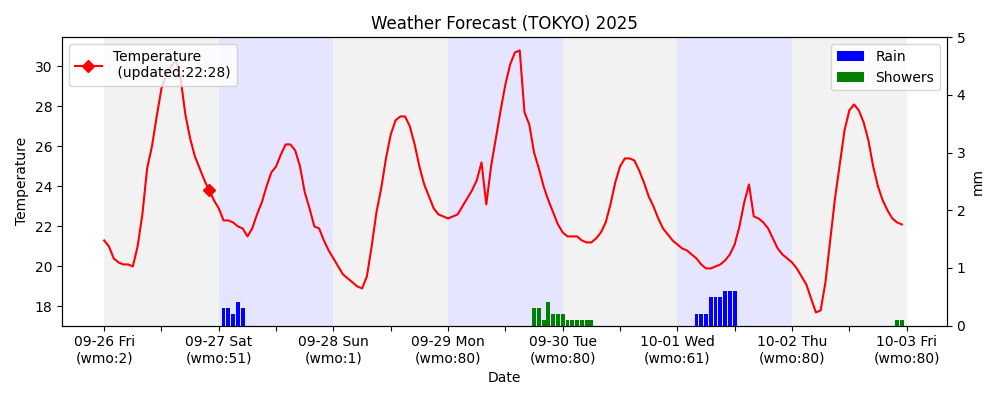 Weather Forecast (TOKYO) 2025
Temperature
(updated:22:28)
Rain
Showers
30
28
26
24
22
20
18
Temperature
5
4
3
2
1
0
mm
09-26 Fri
(wmo:2)
09-27 Sat
(wmo:51)
09-28 Sun
(wmo:1)
09-29 Mon
(wmo:80)
09-30 Tue
(wmo:80)
10-01 Wed
(wmo:61)
10-02 Thu
(wmo:80)
10-03 Fri
(wmo:80)
Date